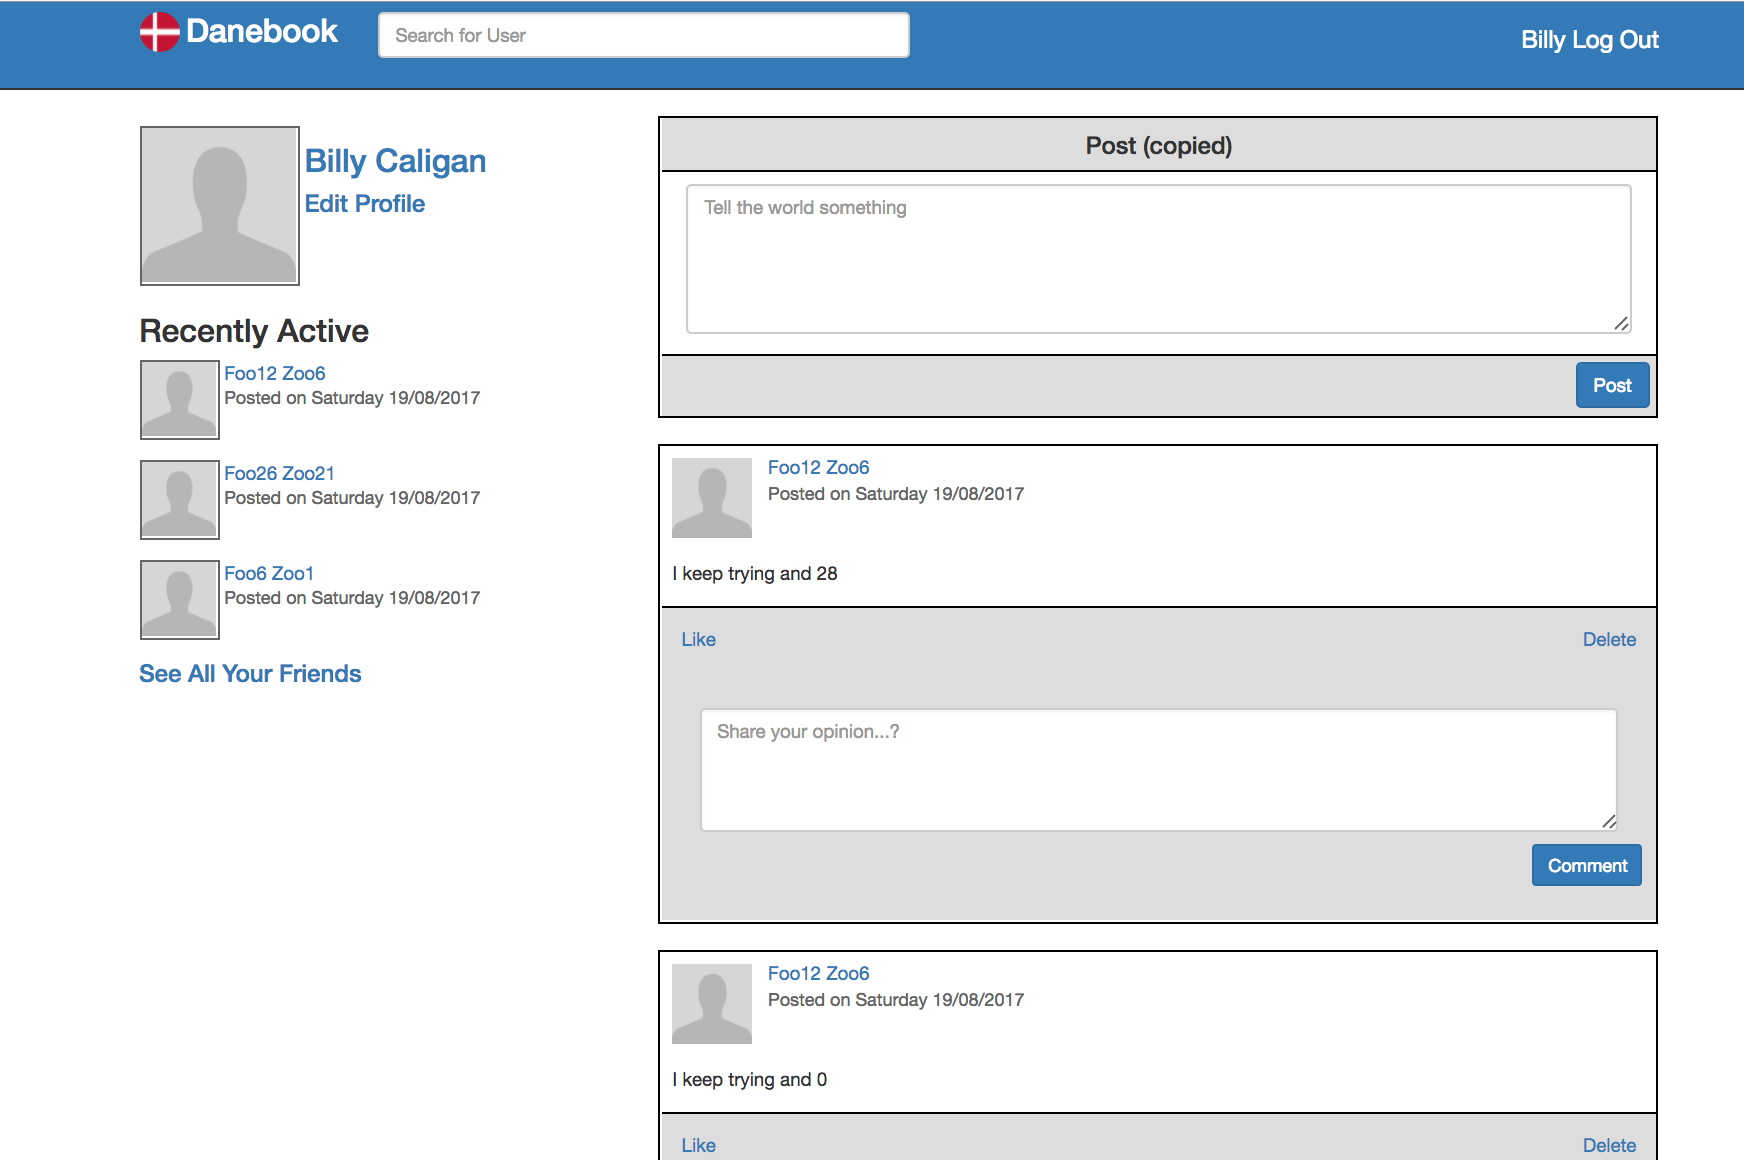 Danebook
Search for User
Billy Log Out
Billy Caligan
Edit Profile
Recently Active
Foo12 Zoo6
Posted on Saturday 19/08/2017
Foo26 Zoo21
Posted on Saturday 19/08/2017
Foo6 Zoo1
Posted on Saturday 19/08/2017
See All Your Friends
Post (copied)
Tell the world something
Post
Foo12 Zoo6
Posted on Saturday 19/08/2017
I keep trying and 28
Like
Delete
Share your opinion...?
Comment
Foo12 Zoo6
Posted on Saturday 19/08/2017
I keep trying and 0
Like
Delete